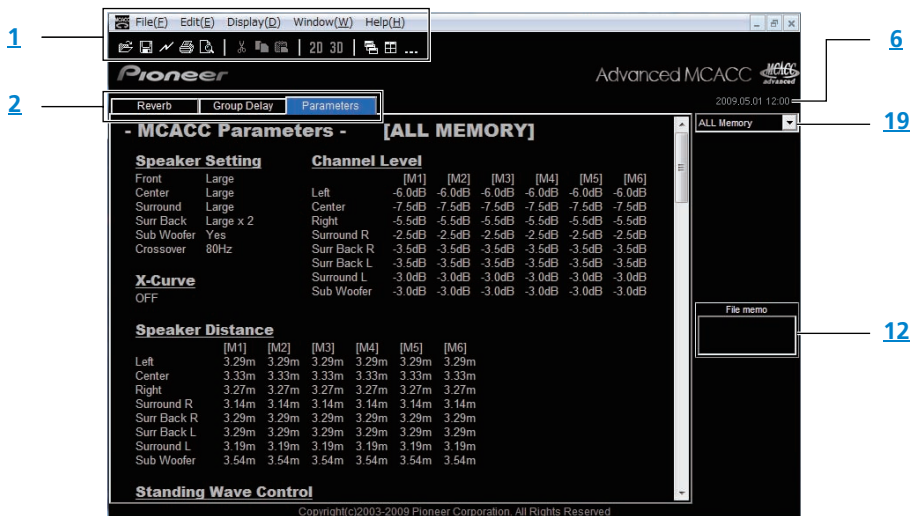 File(F) Edit(E) Display(D) Window(W) Help(H)
1
2D 3D ...
6
Pioneer
Advanced MCACC MCACC advanced
2
Reverb Group Delay Parameters
2009.05.01 12:00
19
ALL Memory
- MCACC Parameters - [ALL MEMORY]
Speaker Setting
Front Large
Center Large
Surround Large
Surr Back Large x 2
Sub Woofer Yes
Crossover 80Hz
X-Curve
OFF
Channel Level
[M1] [M2] [M3] [M4] [M5] [M6]
Left -6.0dB -6.0dB -6.0dB -6.0dB -6.0dB -6.0dB
Center -7.5dB -7.5dB -7.5dB -7.5dB -7.5dB -7.5dB
Right -5.5dB -5.5dB -5.5dB -5.5dB -5.5dB -5.5dB
Surround R -2.5dB -2.5dB -2.5dB -2.5dB -2.5dB -2.5dB
Surr Back R -3.5dB -3.5dB -3.5dB -3.5dB -3.5dB -3.5dB
Surr Back L -3.5dB -3.5dB -3.5dB -3.5dB -3.5dB -3.5dB
Surround L -3.0dB -3.0dB -3.0dB -3.0dB -3.0dB -3.0dB
Sub Woofer -3.0dB -3.0dB -3.0dB -3.0dB -3.0dB -3.0dB
File memo
12
Speaker Distance
[M1] [M2] [M3] [M4] [M5] [M6]
Left 3.29m 3.29m 3.29m 3.29m 3.29m 3.29m
Center 3.33m 3.33m 3.33m 3.33m 3.33m 3.33m
Right 3.27m 3.27m 3.27m 3.27m 3.27m 3.27m
Surround R 3.14m 3.14m 3.14m 3.14m 3.14m 3.14m
Surr Back R 3.29m 3.29m 3.29m 3.29m 3.29m 3.29m
Surr Back L 3.29m 3.29m 3.29m 3.29m 3.29m 3.29m
Surround L 3.19m 3.19m 3.19m 3.19m 3.19m 3.19m
Sub Woofer 3.54m 3.54m 3.54m 3.54m 3.54m 3.54m
Standing Wave Control
Copyright(c)2003-2009 Pioneer Corporation. All Rights Reserved